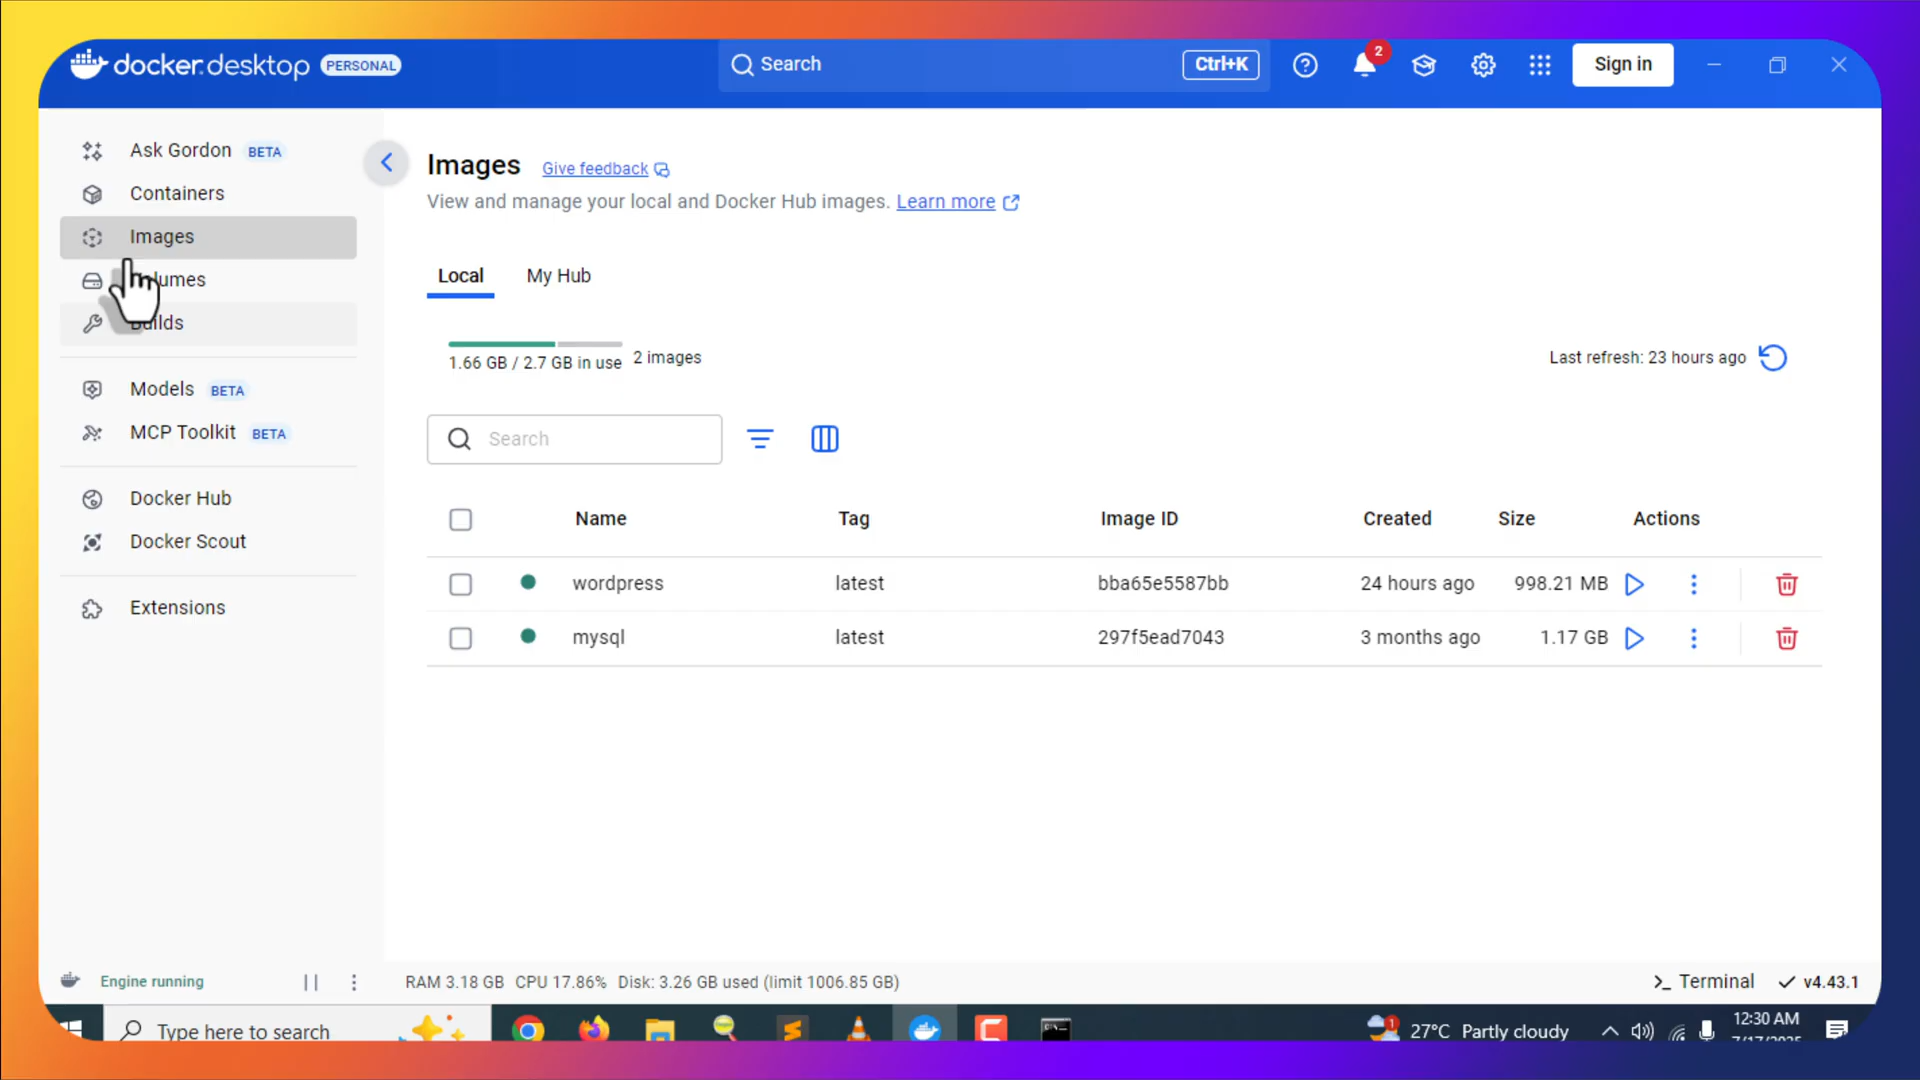 docker.desktop PERSONAL
Search
Ctrl+K
2
Sign in
Ask Gordon BETA
Containers
Images
Builds
Models BETA
MCP Toolkit BETA
Docker Hub
Docker Scout
Extensions
Images Give feedback
View and manage your local and Docker Hub images. Learn more
Local My Hub
1.66 GB / 2.7 GB in use 2 images
Last refresh: 23 hours ago
Search
Name Tag Image ID Created Size Actions
wordpress latest bba65e5587bb 24 hours ago 998.21 MB
mysql latest 297f5ead7043 3 months ago 1.17 GB
Engine running RAM 3.18 GB CPU 17.86% Disk: 3.26 GB used (limit 1006.85 GB) Terminal v4.43.1
Type here to search
1
27°C Partly cloudy
12:30 AM